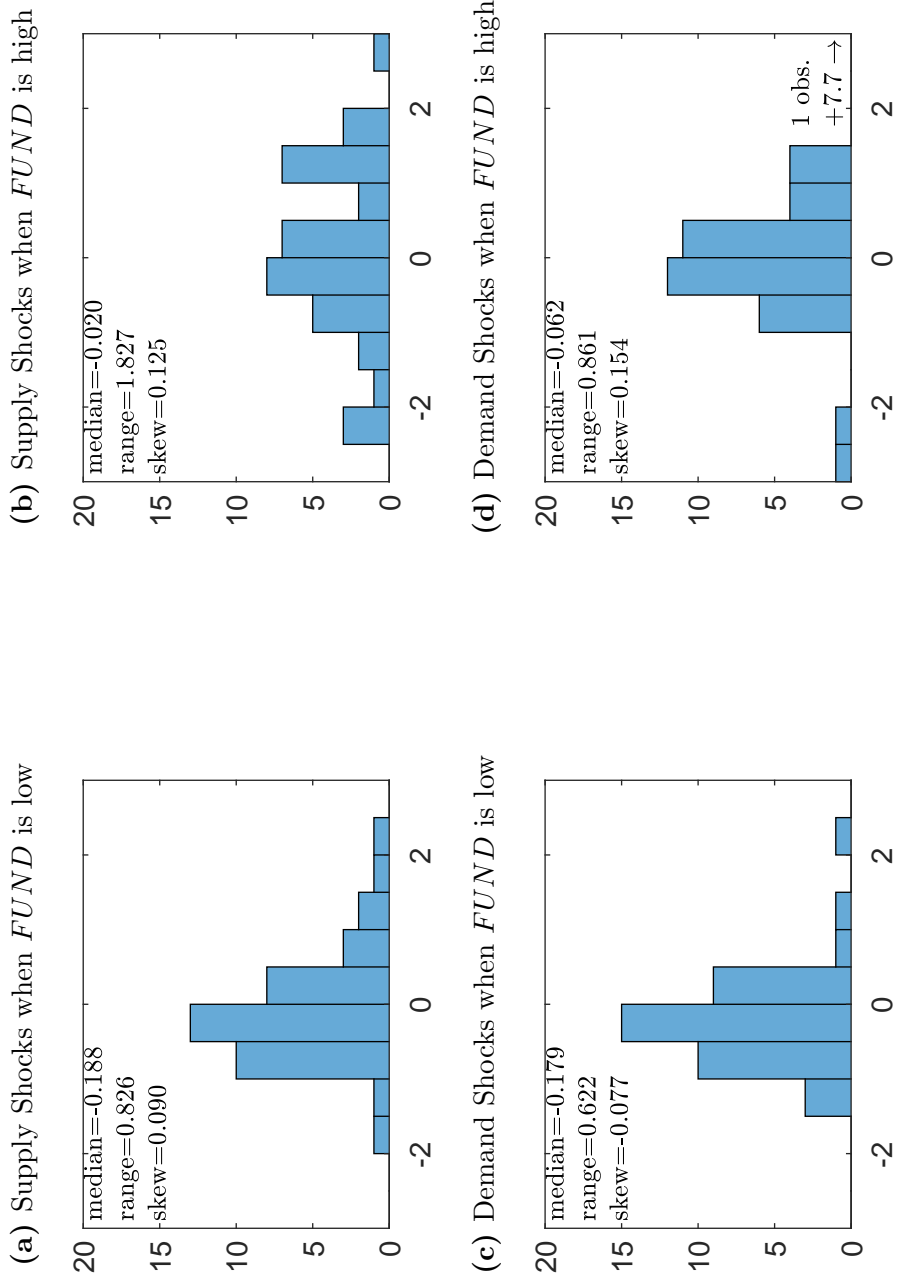 (a) Supply Shocks when FUND is low
20
15
10
5
0
-2
0
2
median=-0.188
range=0.826
skew=0.090
(b) Supply Shocks when FUND is high
20
15
10
5
0
-2
0
2
median=-0.020
range=1.827
skew=0.125
(c) Demand Shocks when FUND is low
20
15
10
5
0
-2
0
2
median=-0.179
range=0.622
skew=-0.077
(d) Demand Shocks when FUND is high
20
15
10
5
0
-2
0
2
median=-0.062
range=0.861
skew=0.154
1 obs.
+7.7 →